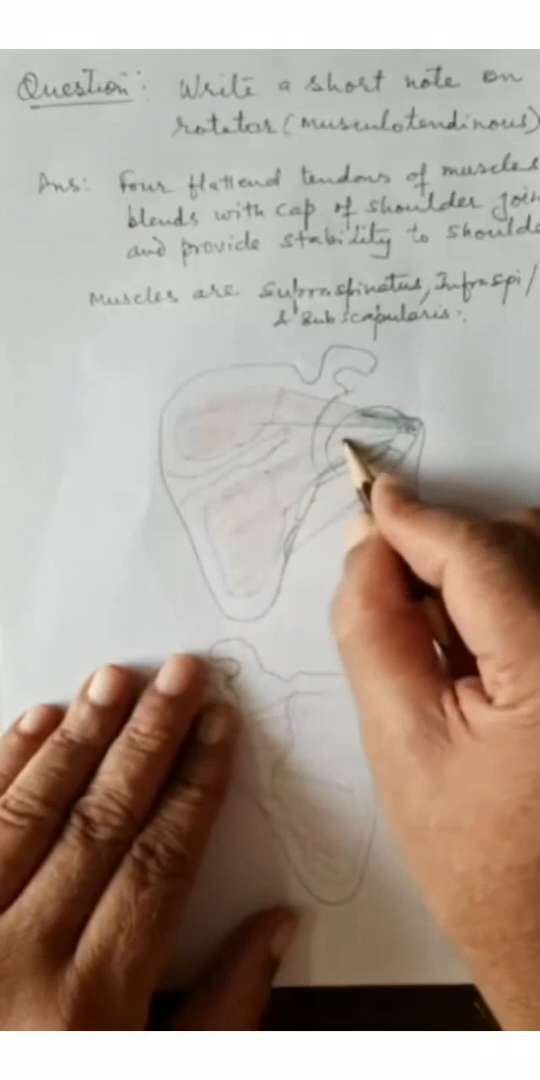 Question: Write a short note on
rotator (musculotendinous)
Ans: Four flattend tendons of muscles
blends with cap of shoulder join
and provide stability to should
Muscles are Supraspinatus, Infraspi/
& Subscapularis: